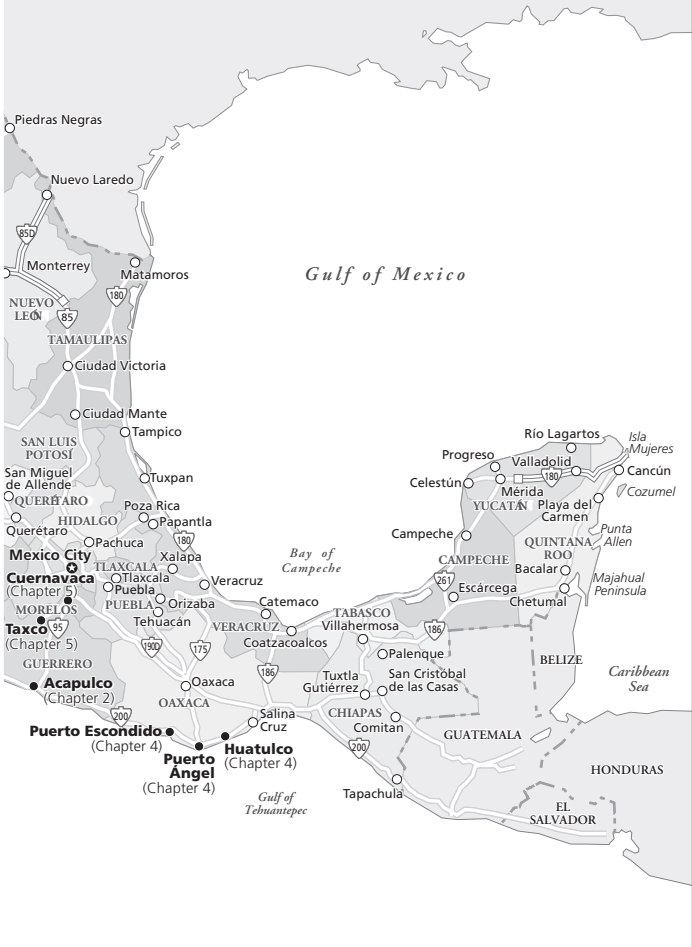 Piedras Negras
Nuevo Laredo
85D
Monterrey
Matamoros
Gulf of Mexico
180
NUEVO
LEÓN
85
TAMAULIPAS
Ciudad Victoria
Ciudad Mante
Tampico
SAN LUIS
POTOSÍ
Río Lagartos
Isla
Mujeres
Progreso
Valladolid
Cancún
San Miguel
de Allende
Tuxpan
Celestún
180
Mérida
Cozumel
QUERÉTARO
Poza Rica
YUCATÁN
Playa del
Carmen
HIDALGO
Papantla
Querétaro
Punta
Allen
Pachuca
180
Campeche
QUINTANA
ROO
Mexico City
Xalapa
Bay of
Campeche
CAMPECHE
TLAXCALA
Bacalar
Cuernavaca
(Chapter 5)
Tlaxcala
Veracruz
261
Majahual
Peninsula
Puebla
Escárcega
Chetumal
MORELOS
PUEBLA
Orizaba
Catemaco
TABASCO
Tehuacán
Villahermosa
Taxco
(Chapter 5)
95
VERACRUZ
186
Coatzacoalcos
190D
175
Palenque
BELIZE
GUERRERO
186
Tuxtla
Gutiérrez
San Cristóbal
de las Casas
Caribbean
Sea
Acapulco
(Chapter 2)
Oaxaca
OAXACA
200
Salina
Cruz
CHIAPAS
Comitan
Puerto Escondido
(Chapter 4)
GUATEMALA
Huatulco
(Chapter 4)
200
Puerto
Ángel
(Chapter 4)
HONDURAS
Gulf of
Tehuantepec
Tapachula
EL
SALVADOR